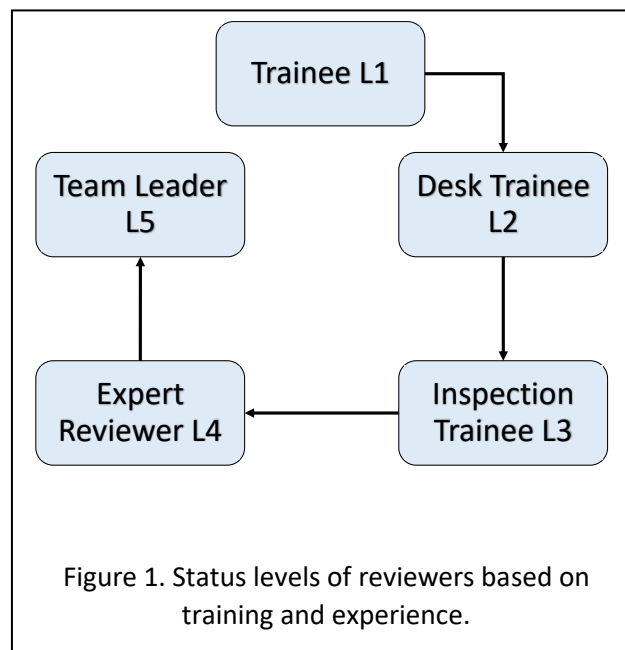 Trainee L1
Team Leader
L5
Desk Trainee
L2
Expert
Reviewer L4
Inspection
Trainee L3
Figure 1. Status levels of reviewers based on
training and experience.